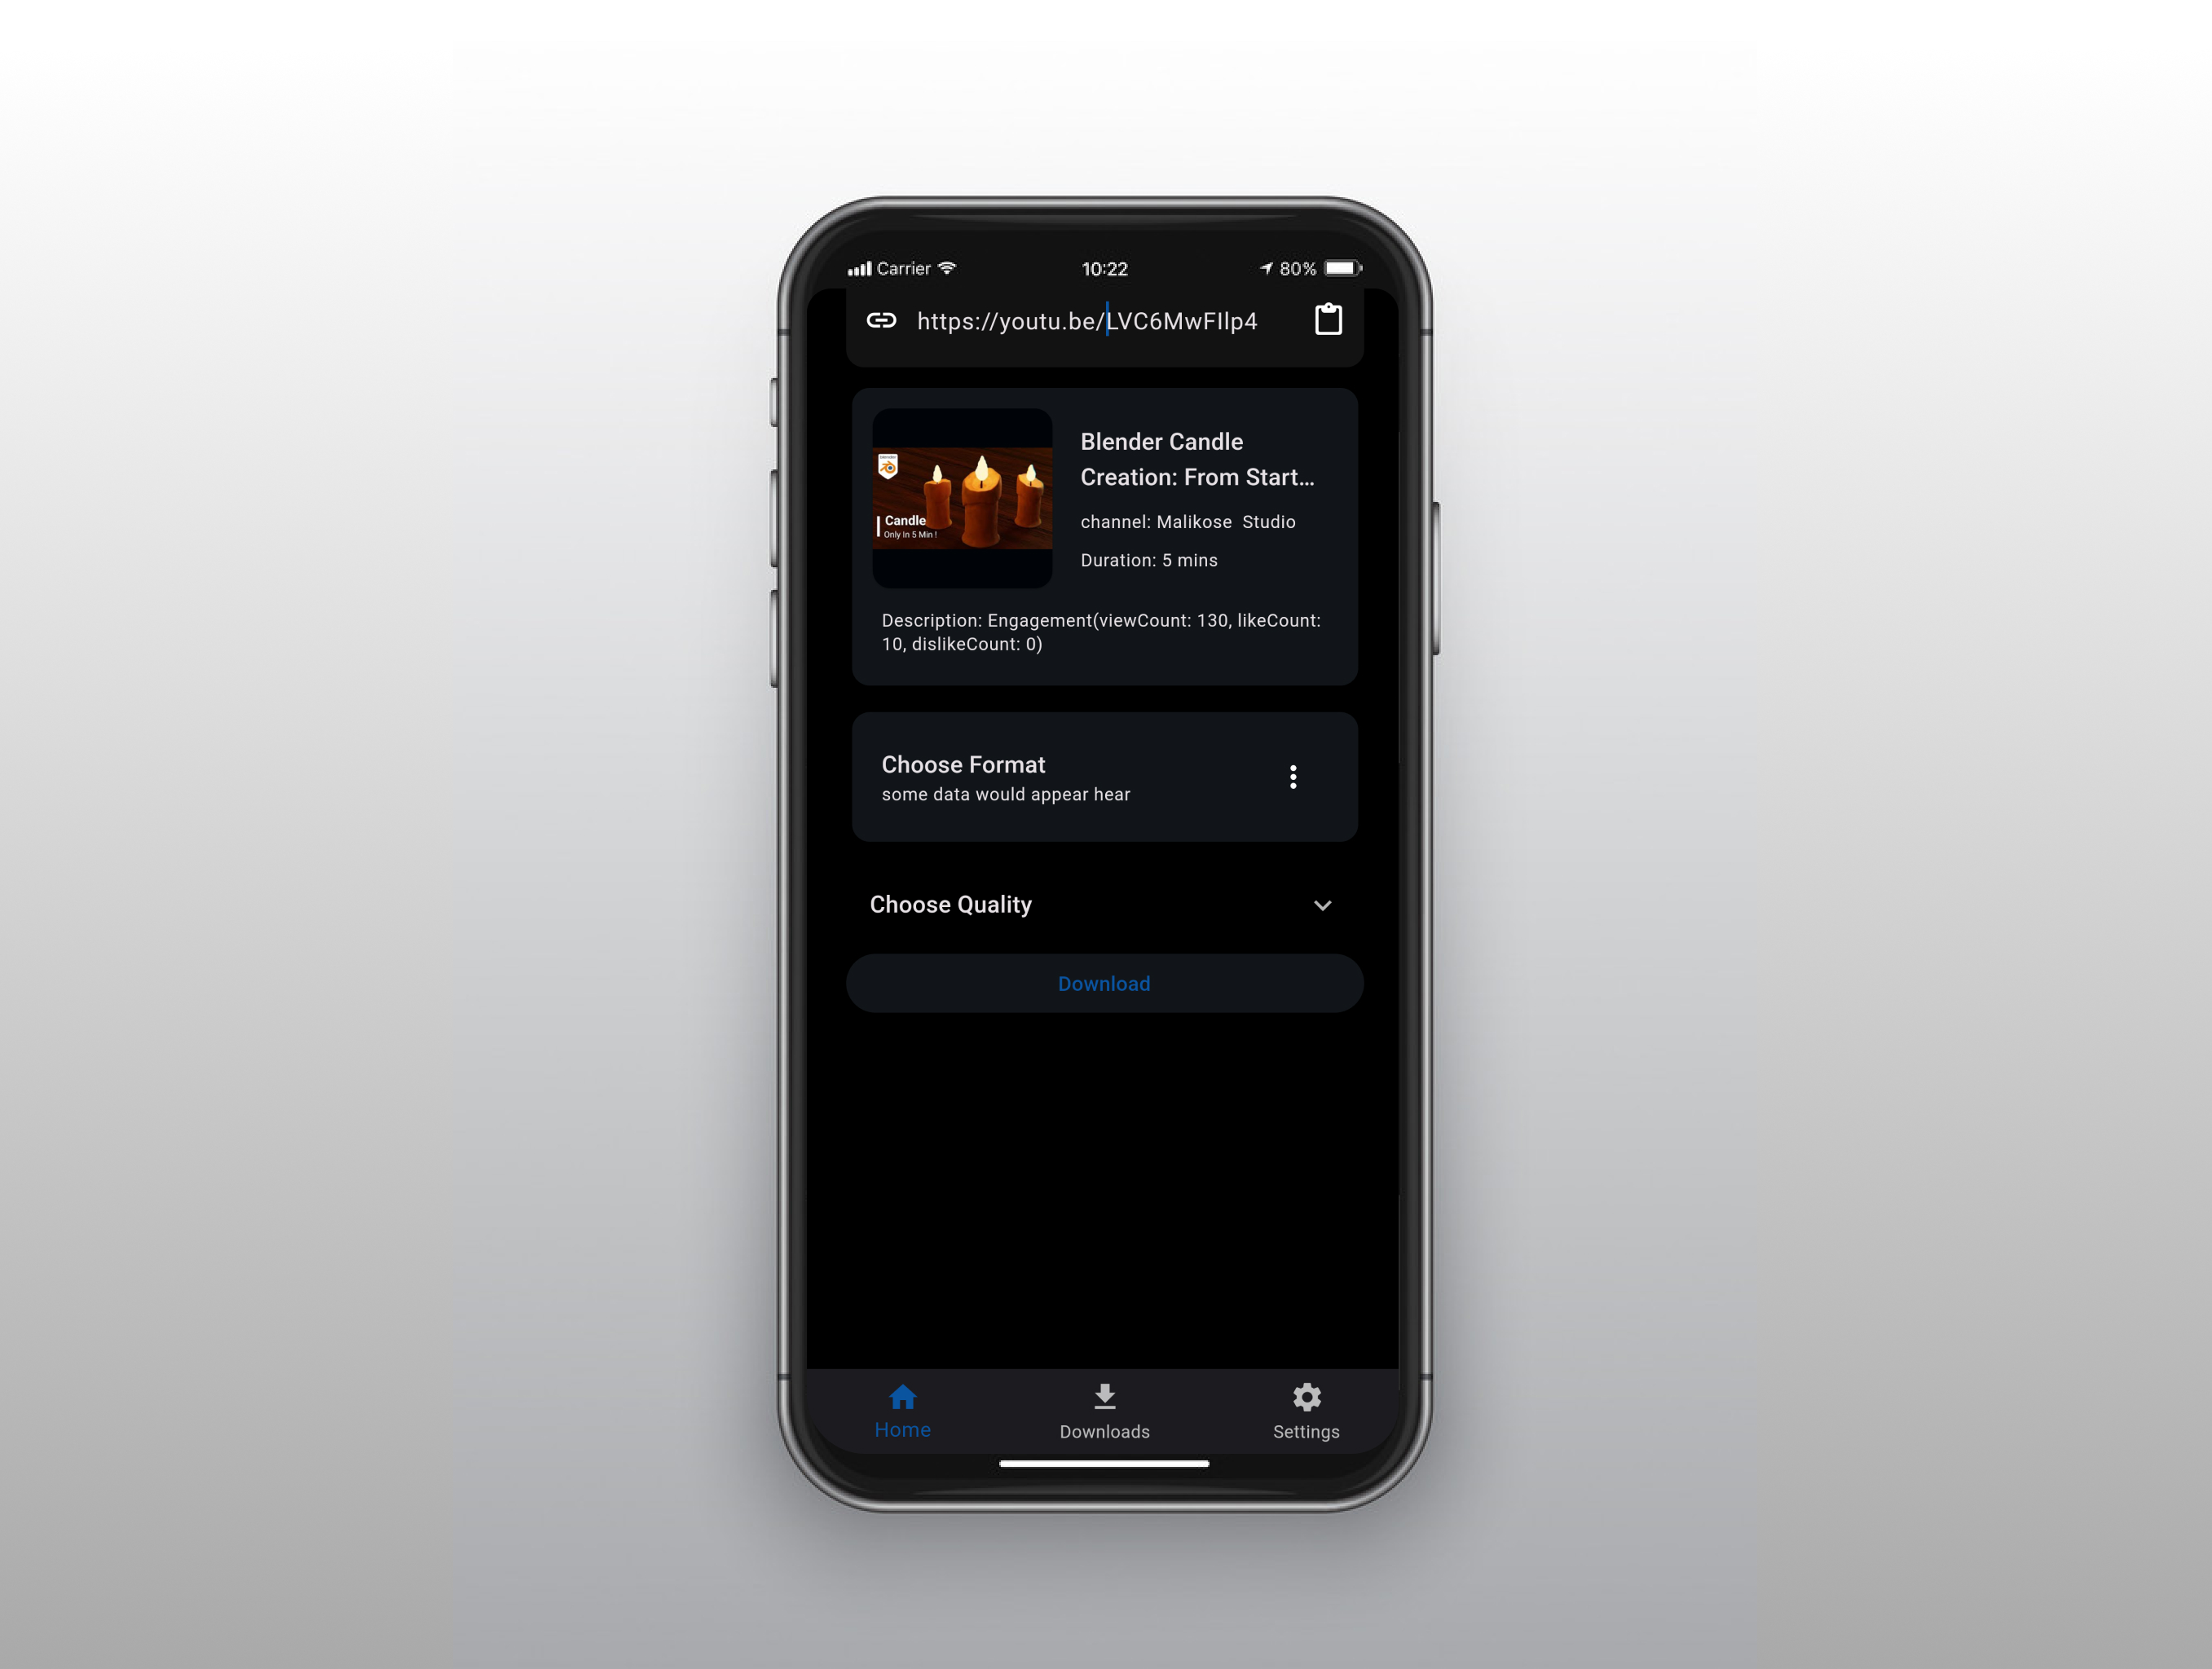 Carrier 10:22 80%
https://youtu.be/LVC6MwFIlp4
Blender Candle
Creation: From Start...
channel: Malikose  Studio
Duration: 5 mins
Candle
Only In 5 Min !
Description: Engagement(viewCount: 130, likeCount:
10, dislikeCount: 0)
Choose Format
some data would appear hear
Choose Quality
Download
Home Downloads Settings